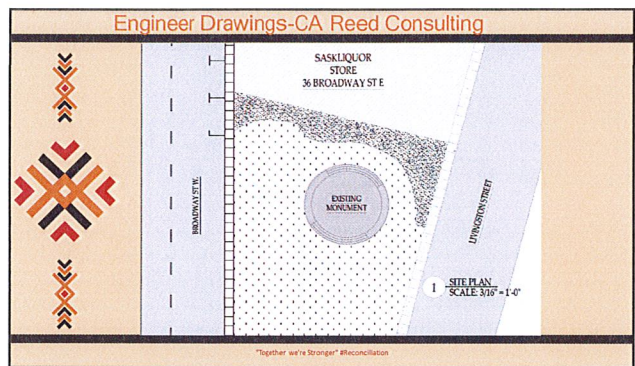 Engineer Drawings-CA Reed Consulting
SASKLIQUOR
STORE
36 BROADWAY ST E
BROADWAY ST W.
EXISTING
MONUMENT
LIVINGSTON STREET
1
SITE PLAN
SCALE: 3/16" = 1'-0"
"Together we're Stronger" #Reconciliation